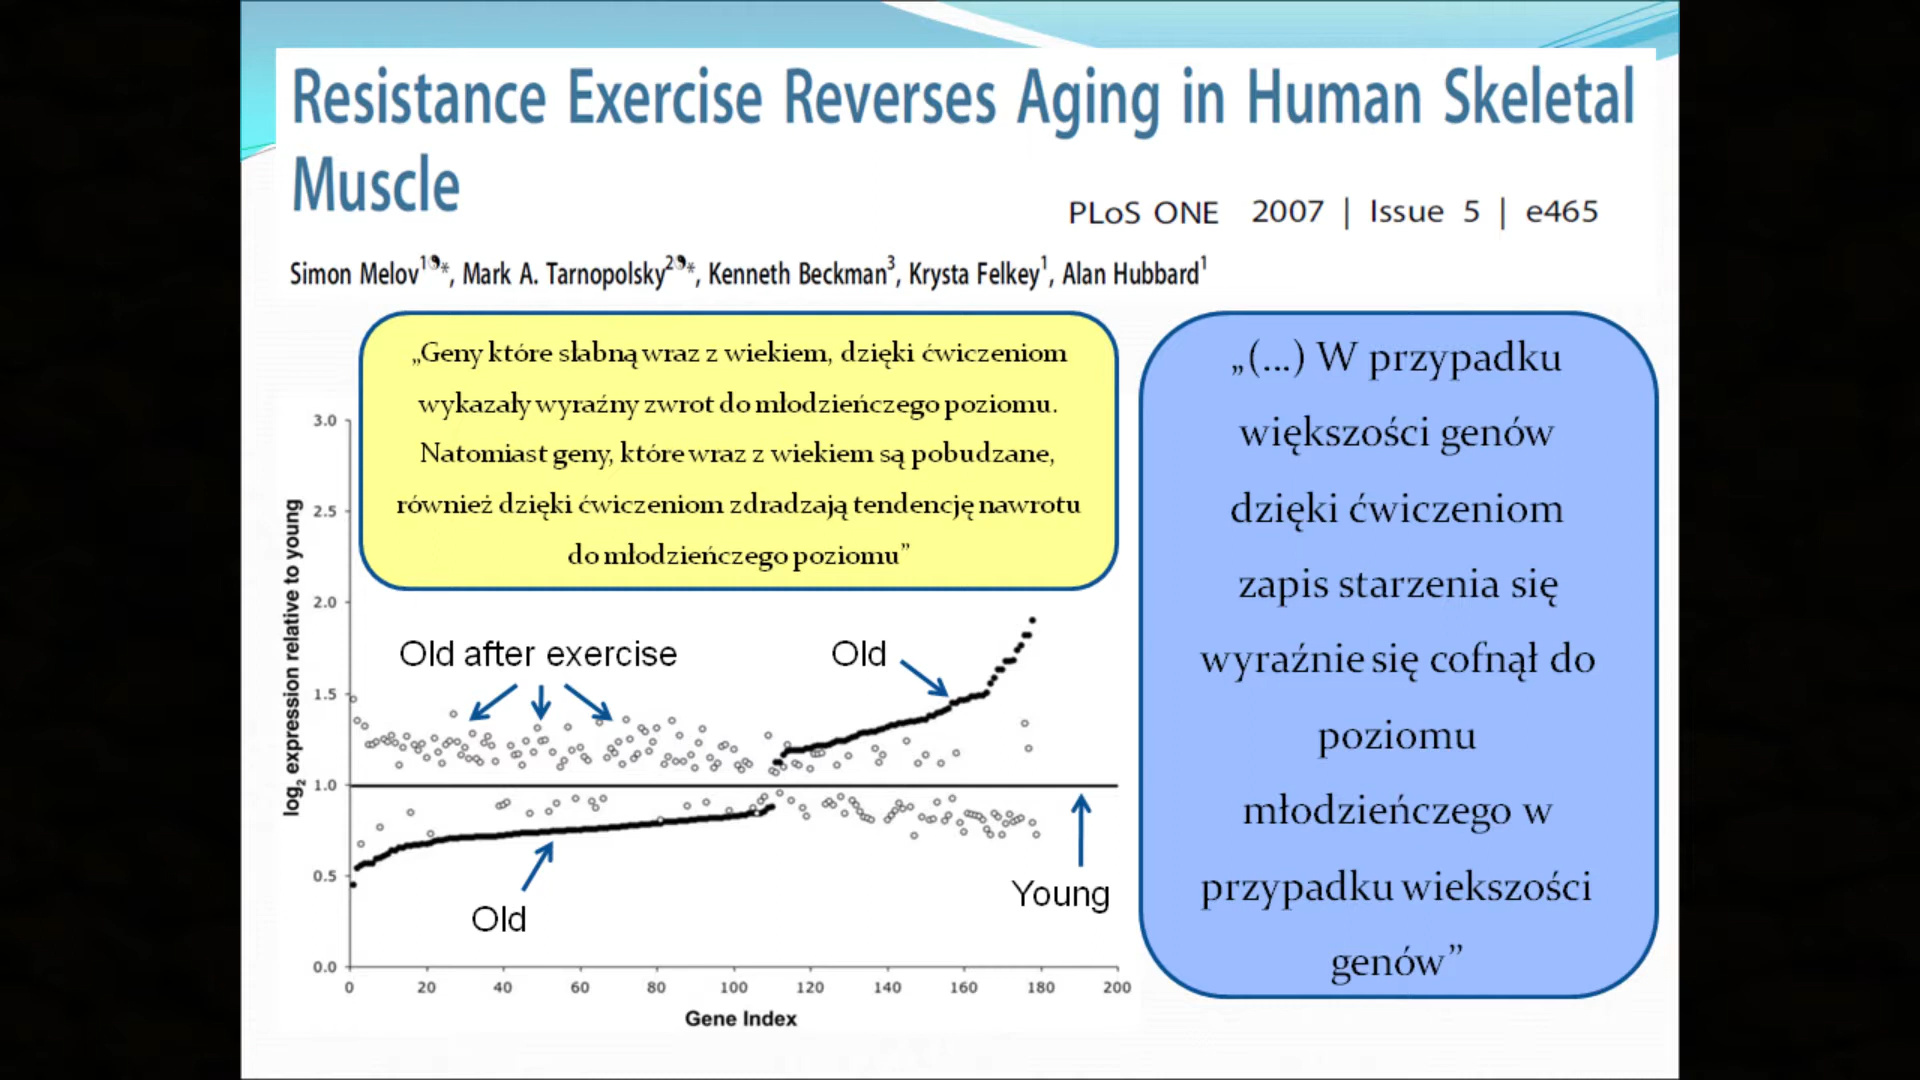 Resistance Exercise Reverses Aging in Human Skeletal
Muscle
PLoS ONE 2007 | Issue 5 | e465
Simon Melov1*, Mark A. Tarnopolsky2*, Kenneth Beckman3, Krysta Felkey1, Alan Hubbard1
„Geny które słabną wraz z wiekiem, dzięki ćwiczeniom
wykazały wyraźny zwrot do młodzieńczego poziomu.
Natomiast geny, które wraz z wiekiem są pobudzane,
również dzięki ćwiczeniom zdradzają tendencję nawrotu
do młodzieńczego poziomu”
„(...) W przypadku
większości genów
dzięki ćwiczeniom
zapis starzenia się
wyraźnie się cofnął do
poziomu
młodzieńczego w
przypadku wiekszości
genów”
log2 expression relative to young
3.0
2.5
2.0
1.5
1.0
0.5
0.0
Old after exercise
Old
Old
Young
0 20 40 60 80 100 120 140 160 180 200
Gene Index